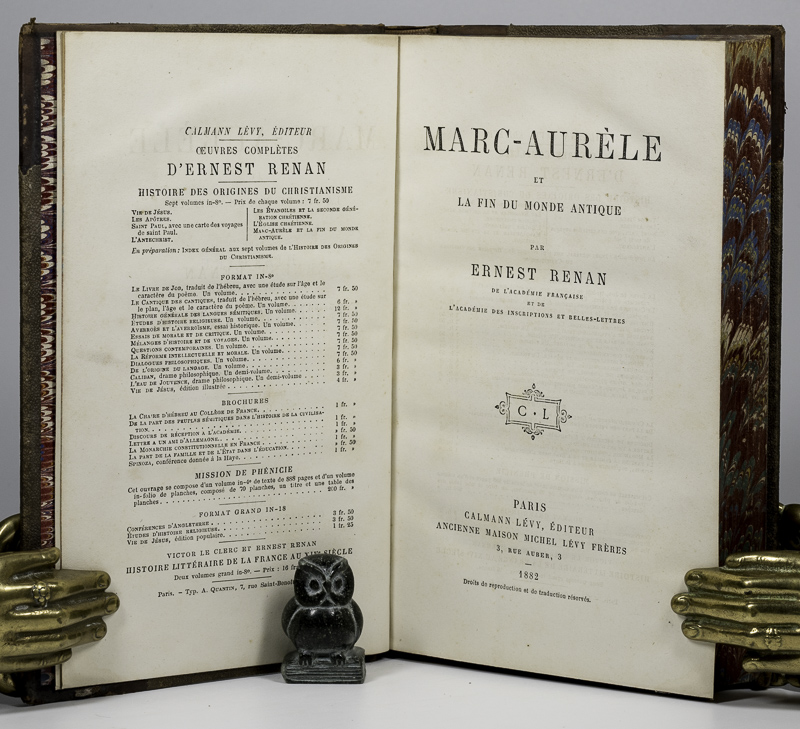 CALMANN LÉVY, ÉDITEUR
ŒUVRES COMPLÈTES
D'ERNEST RENAN
HISTOIRE DES ORIGINES DU CHRISTIANISME
Sept volumes in-8º. — Prix de chaque volume : 7 fr. 50
VIE DE JÉSUS.
LES APÔTRES.
SAINT PAUL, avec une carte des voyages
de saint Paul.
L'ANTECHRIST.
LES ÉVANGILES ET LA SECONDE GÉNÉ-
RATION CHRÉTIENNE.
L'ÉGLISE CHRÉTIENNE.
MARC-AURÈLE ET LA FIN DU MONDE
ANTIQUE.
En préparation : INDEX GÉNÉRAL aux sept volumes de l'HISTOIRE DES ORIGINES
DU CHRISTIANISME.
FORMAT IN-8º
LE LIVRE DE JOB, traduit de l'hébreu, avec une étude sur l'âge et le
caractère du poème. Un volume. 7 fr. 50
LE CANTIQUE DES CANTIQUES, traduit de l'hébreu, avec une étude sur
le plan, l'âge et le caractère du poème. Un volume. 6 fr. »
HISTOIRE GÉNÉRALE DES LANGUES SÉMITIQUES. Un volume. 12 fr. »
ÉTUDES D'HISTOIRE RELIGIEUSE. Un volume. 7 fr. 50
AVERROÈS ET L'AVERROÏSME, essai historique. Un volume. 7 fr. 50
ESSAIS DE MORALE ET DE CRITIQUE. Un volume. 7 fr. 50
MÉLANGES D'HISTOIRE ET DE VOYAGES. Un volume. 7 fr. 50
QUESTIONS CONTEMPORAINES. Un volume. 7 fr. 50
LA RÉFORME INTELLECTUELLE ET MORALE. Un volume. 7 fr. 50
DIALOGUES PHILOSOPHIQUES. Un volume. 7 fr. 50
DE L'ORIGINE DU LANGAGE. Un volume. 6 fr. »
CALIBAN, drame philosophique. Un demi-volume. 3 fr. »
L'EAU DE JOUVENCE, drame philosophique. Un demi-volume. 3 fr. »
VIE DE JÉSUS, édition illustrée. 4 fr. »
BROCHURES
LA CHAIRE D'HÉBREU AU COLLÈGE DE FRANCE. 1 fr. »
DE LA PART DES PEUPLES SÉMITIQUES DANS L'HISTOIRE DE LA CIVILISA-
TION. 1 fr. »
DISCOURS DE RÉCEPTION A L'ACADÉMIE. 1 fr. »
LETTRE A UN AMI D'ALLEMAGNE. » fr. 50
LA MONARCHIE CONSTITUTIONNELLE EN FRANCE. 1 fr. »
LA PART DE LA FAMILLE ET DE L'ÉTAT DANS L'ÉDUCATION. » fr. 50
SPINOZA, conférence donnée à la Haye. 1 fr. »
MISSION DE PHÉNICIE
Cet ouvrage se compose d'un volume in-4º de texte de 888 pages et d'un volume
in-folio de planches, composé de 70 planches, un titre et une table des
planches. 200 fr. »
FORMAT GRAND IN-18
CONFÉRENCES D'ANGLETERRE. 3 fr. 50
ÉTUDES D'HISTOIRE RELIGIEUSE. 3 fr. 50
VIE DE JÉSUS, édition populaire. 1 fr. 25
VICTOR LE CLERC ET ERNEST RENAN
HISTOIRE LITTÉRAIRE DE LA FRANCE AU XIVe SIÈCLE
Deux volumes grand in-8º. — Prix : 16
Paris. — Typ. A. QUANTIN, 7, rue
MARC-AURÈLE
ET
LA FIN DU MONDE ANTIQUE
PAR
ERNEST RENAN
DE L'ACADÉMIE FRANÇAISE
ET DE
L'ACADÉMIE DES INSCRIPTIONS ET BELLES-LETTRES
C · L
PARIS
CALMANN LÉVY, ÉDITEUR
ANCIENNE MAISON MICHEL LÉVY FRÈRES
3, RUE AUBER, 3
1882
Droits de reproduction et de traduction réservés.